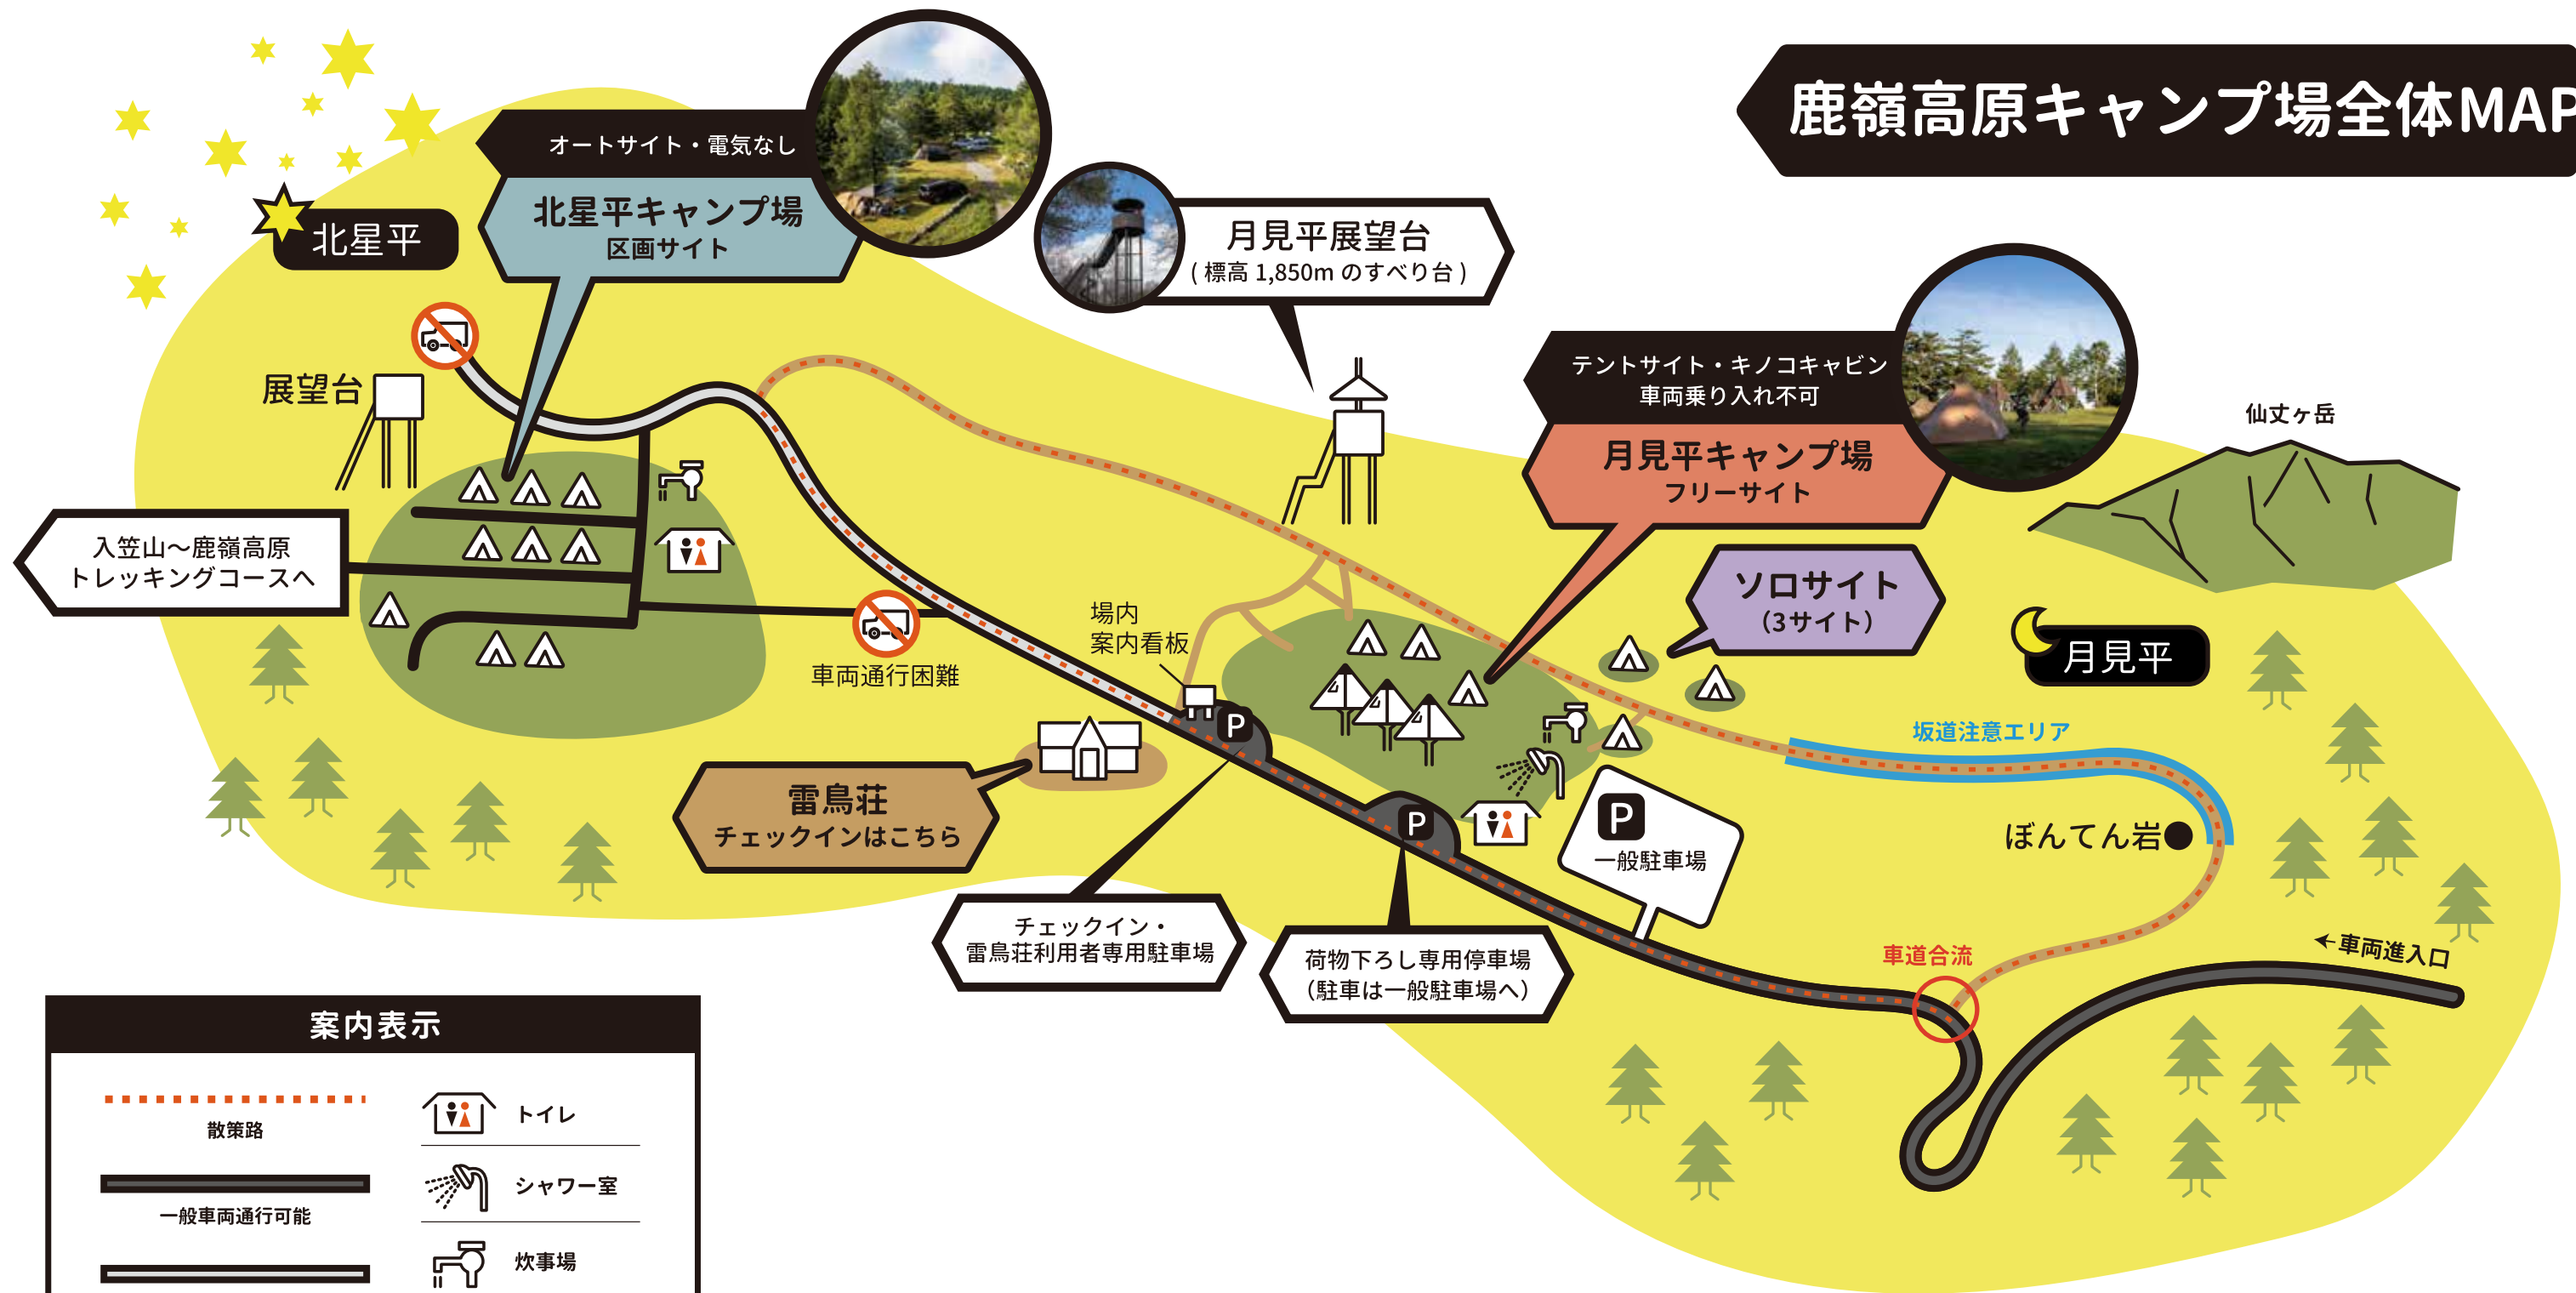 鹿嶺高原キャンプ場全体MAP
オートサイト・電気なし
北星平キャンプ場
区画サイト
北星平
月見平展望台
(標高1,850mのすべり台)
テントサイト・キノコキャビン
車両乗り入れ不可
月見平キャンプ場
フリーサイト
仙丈ヶ岳
展望台
入笠山～鹿嶺高原
トレッキングコースへ
ソロサイト
（3サイト）
場内
案内看板
車両通行困難
月見平
坂道注意エリア
P
雷鳥荘
チェックインはこちら
P
P
一般駐車場
ぼんてん岩
チェックイン・
雷鳥荘利用者専用駐車場
荷物下ろし専用停車場
（駐車は一般駐車場へ）
車道合流
←車両進入口
案内表示
散策路
一般車両通行可能
トイレ
シャワー室
炊事場